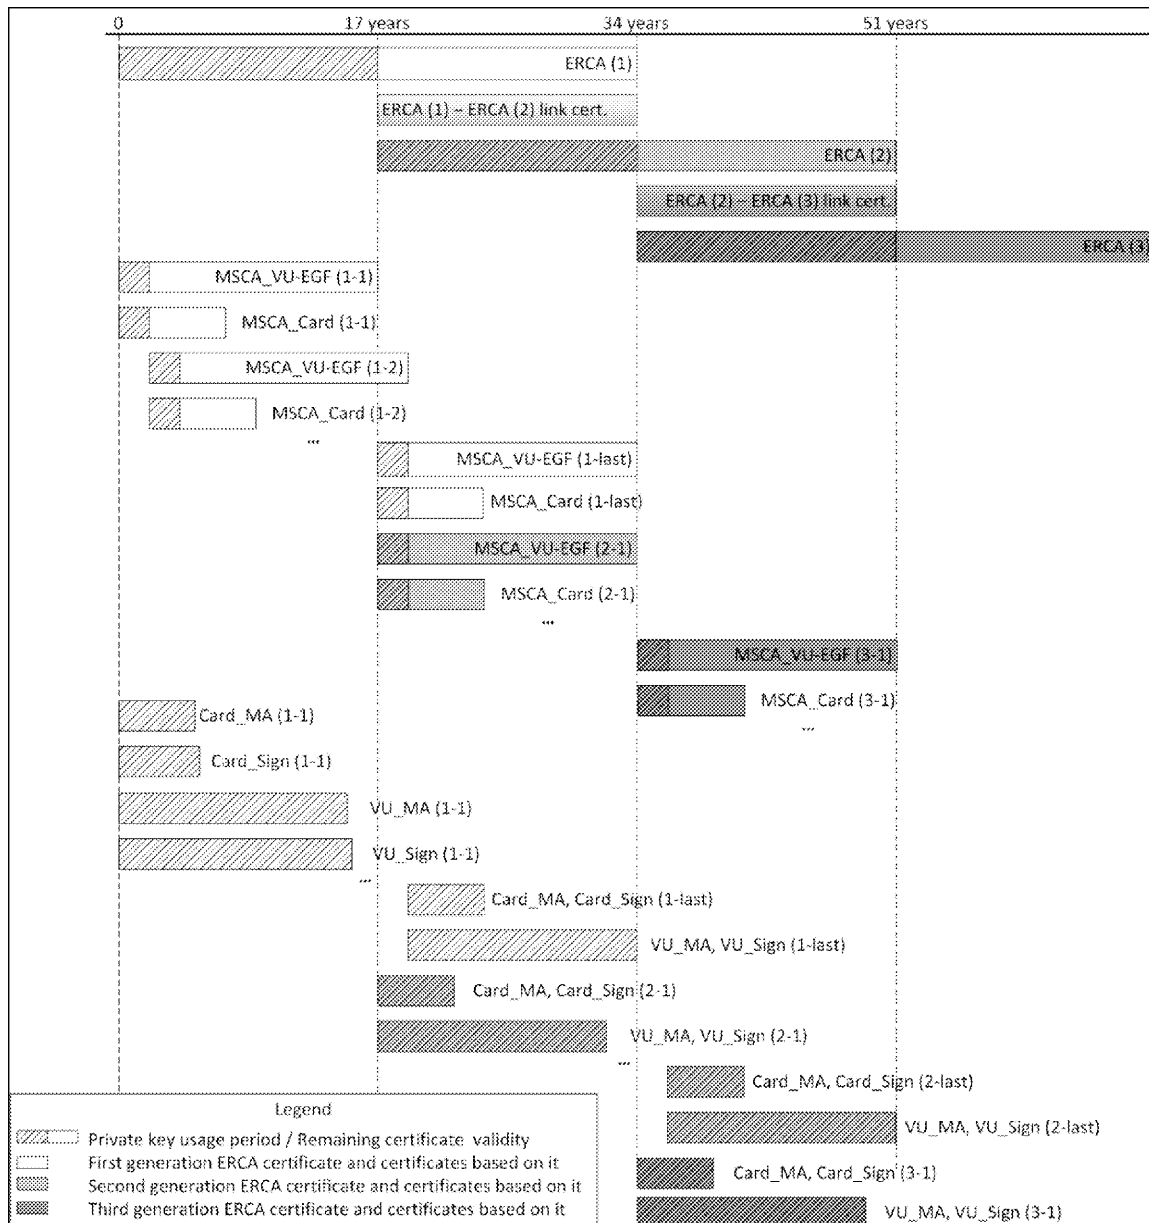 0 17 years 34 years 51 years
ERCA (1)
ERCA (1) – ERCA (2) link cert.
ERCA (2)
ERCA (2) – ERCA (3) link cert.
ERCA (3)
MSCA_VU-EGF (1-1)
MSCA_Card (1-1)
MSCA_VU-EGF (1-2)
MSCA_Card (1-2)
...
MSCA_VU-EGF (1-last)
MSCA_Card (1-last)
MSCA_VU-EGF (2-1)
MSCA_Card (2-1)
...
MSCA_VU-EGF (3-1)
MSCA_Card (3-1)
...
Card_MA (1-1)
Card_Sign (1-1)
VU_MA (1-1)
VU_Sign (1-1)
...
Card_MA, Card_Sign (1-last)
VU_MA, VU_Sign (1-last)
Card_MA, Card_Sign (2-1)
VU_MA, VU_Sign (2-1)
...
Card_MA, Card_Sign (2-last)
VU_MA, VU_Sign (2-last)
Card_MA, Card_Sign (3-1)
VU_MA, VU_Sign (3-1)
Legend
Private key usage period / Remaining certificate validity
First generation ERCA certificate and certificates based on it
Second generation ERCA certificate and certificates based on it
Third generation ERCA certificate and certificates based on it